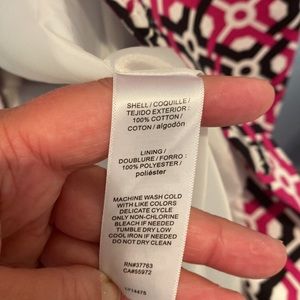 SHELL / COQUILLE /
TEJIDO EXTERIOR :
100% COTTON /
COTON / algodón
LINING /
DOUBLURE / FORRO :
100% POLYESTER /
poliéster
MACHINE WASH COLD
WITH LIKE COLORS
DELICATE CYCLE
ONLY NON-CHLORINE
BLEACH IF NEEDED
TUMBLE DRY LOW
COOL IRON IF NEEDED
DO NOT DRY CLEAN
RN#37763
CA#55972